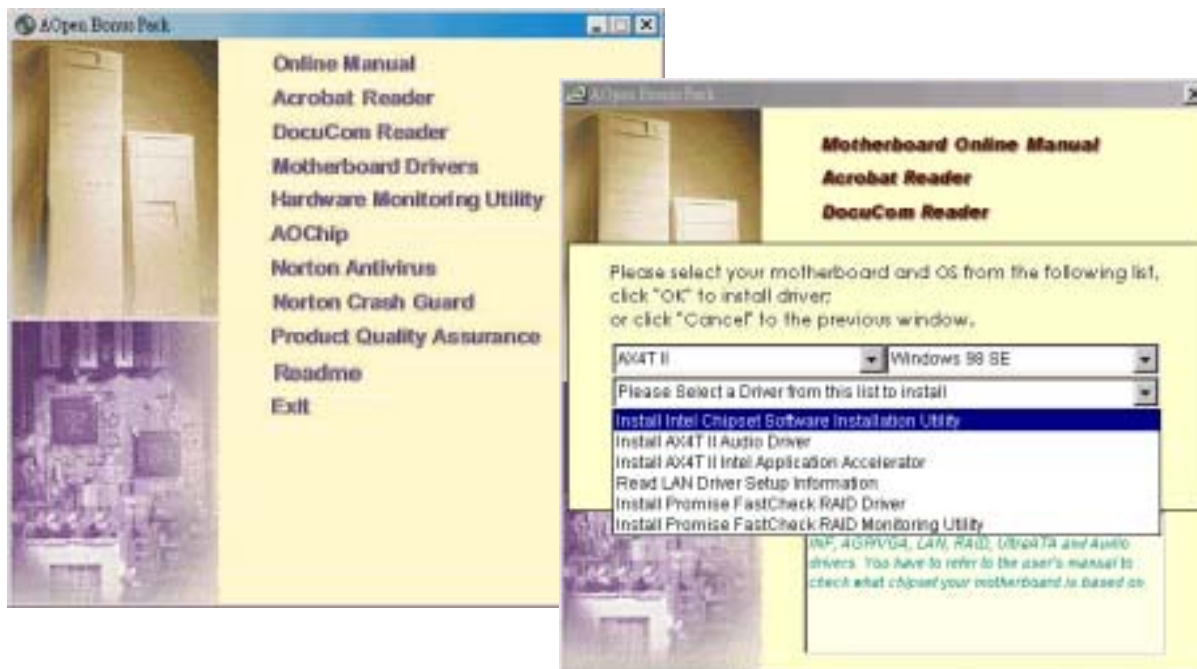 AOpen Bonus Pack
Online Manual
Acrobat Reader
DocuCom Reader
Motherboard Drivers
Hardware Monitoring Utility
AOChip
Norton Antivirus
Norton Crash Guard
Product Quality Assurance
Readme
Exit
AOpen Bonus Pack
Motherboard Online Manual
Acrobat Reader
DocuCom Reader
Please select your motherboard and OS from the following list,
click "OK" to install driver;
or click "Cancel" to the previous window.
AX4T II
Windows 98 SE
Please Select a Driver from this list to install
Install Intel Chipset Software Installation Utility
Install AX4T II Audio Driver
Install AX4T II Intel Application Accelerator
Read LAN Driver Setup Information
Install Promise FastCheck RAID Driver
Install Promise FastCheck RAID Monitoring Utility
INF, AGP/VGA, LAN, RAID, UltraATA and Audio
drivers. You have to refer to the user's manual to
check what chipset your motherboard is based on